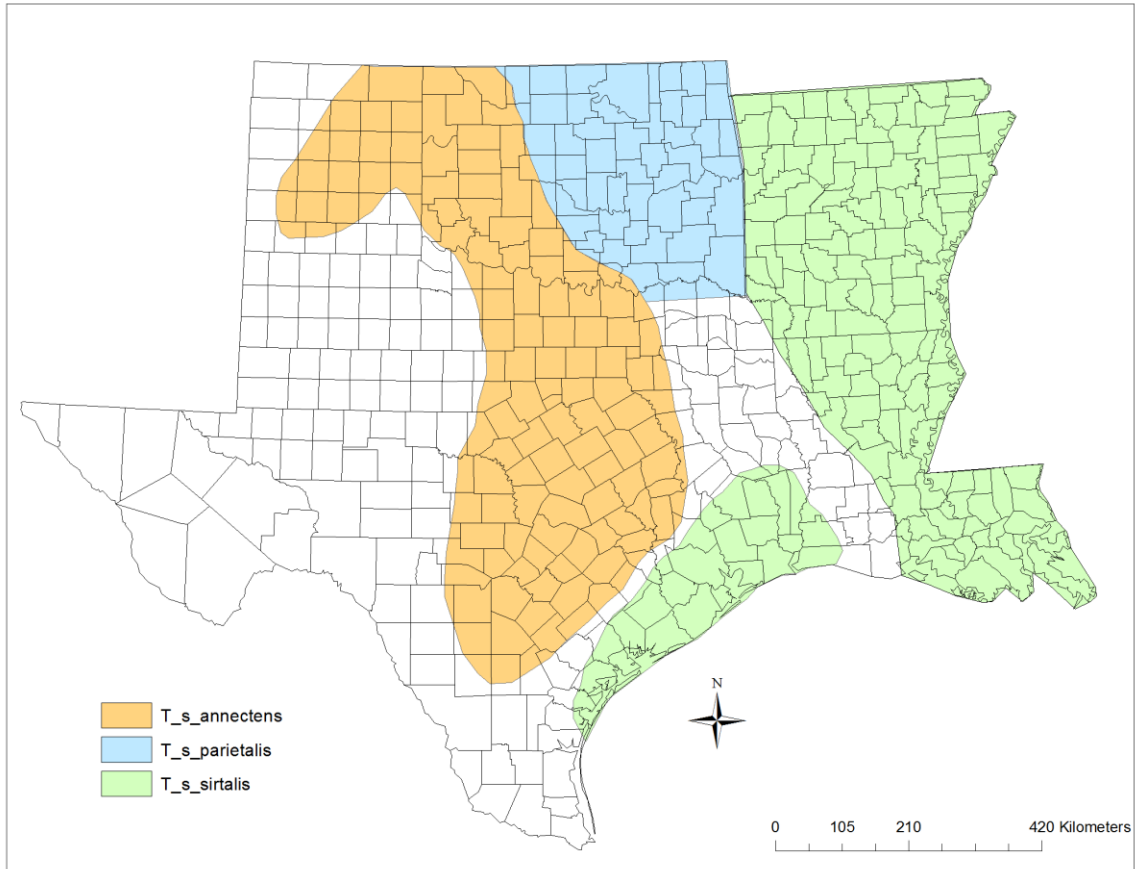 N
T_s_annectens
T_s_parietalis
T_s_sirtalis
0 105 210 420 Kilometers